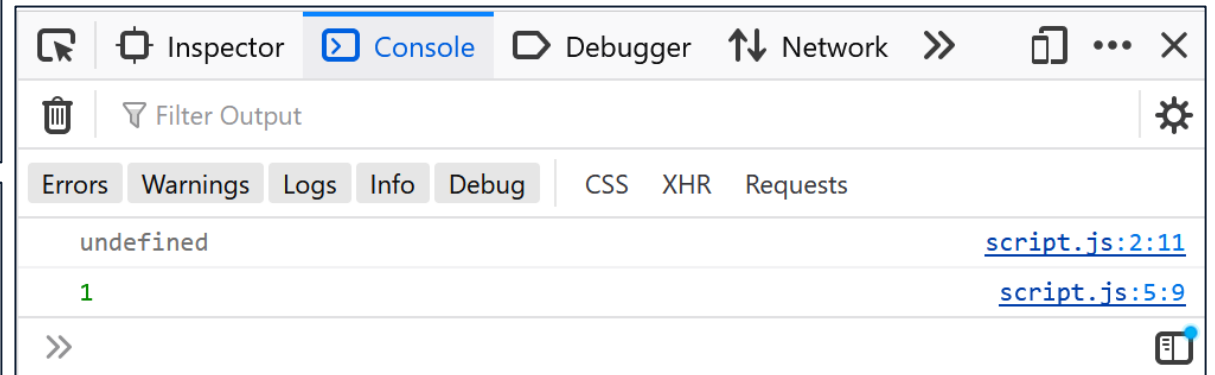 Inspector Console Debugger Network
Filter Output
Errors Warnings Logs Info Debug CSS XHR Requests
undefined script.js:2:11
1 script.js:5:9